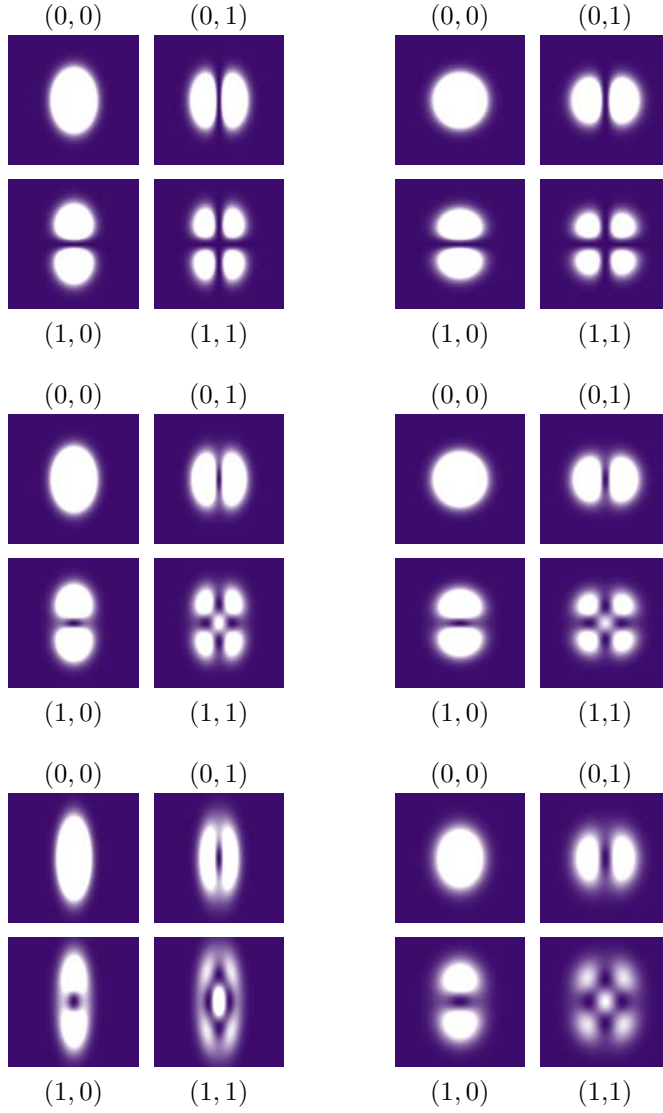 (0, 0) (0, 1) (0, 0) (0,1)
(1, 0) (1, 1) (1, 0) (1,1)
(0, 0) (0, 1) (0, 0) (0,1)
(1, 0) (1, 1) (1, 0) (1,1)
(0, 0) (0, 1) (0, 0) (0,1)
(1, 0) (1, 1) (1, 0) (1,1)